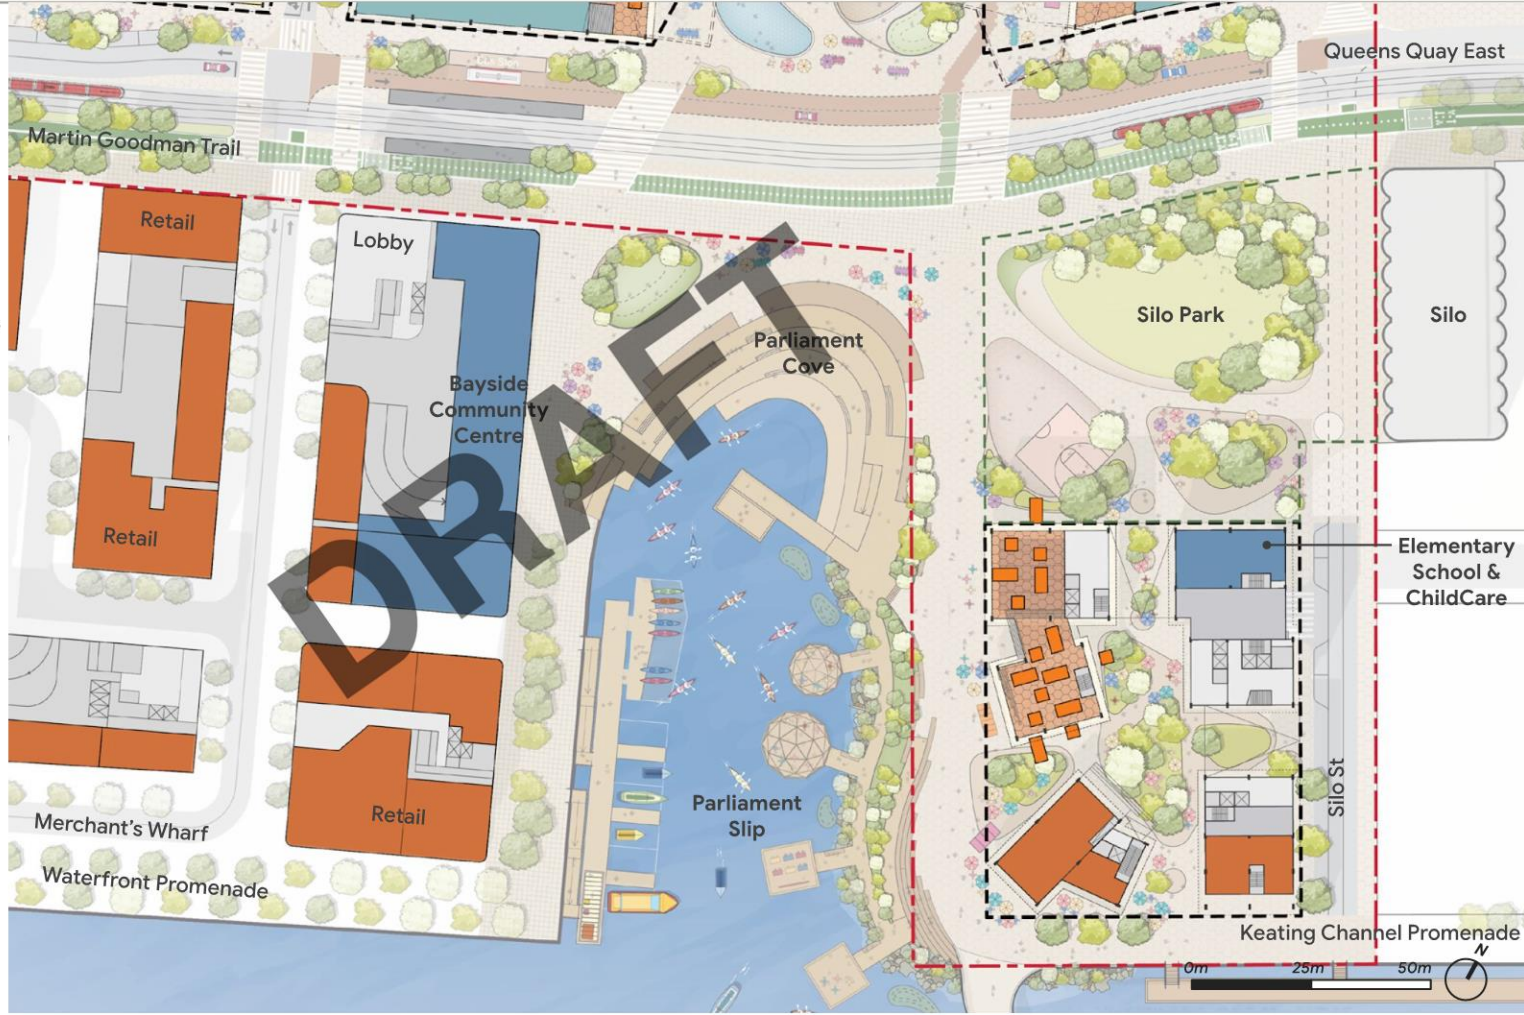 Queens Quay East
Martin Goodman Trail
Retail
Lobby
Silo Park
Silo
Parliament
Cove
Bayside
Community
Centre
DRAFT
Retail
Elementary
School &
ChildCare
Parliament
Slip
Retail
Silo St
Merchant's Wharf
Waterfront Promenade
Keating Channel Promenade
N
0m 25m 50m